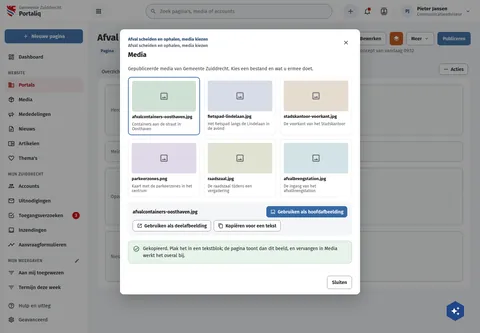 Gemeente Zuiddrecht
Portaliq
Zoek pagina's, media of accounts
Pieter Jansen
Nieuwe pagina
Afval
Meer
Publiceren
Dashboard
WEBSITE
Portals
Media
Mededelingen
Nieuws
Artikelen
Thema's
MIJN ZUIDDRECHT
Accounts
Uitnodigingen
Toegangsverzoeken
Inzendingen
Aanvraagformulieren
MIJN WEERGAVEN
Aan mij toegewezen
Termijn deze week
Hulp en uitleg
Geavanceerd
Acties
Afval scheiden en ophalen, media kiezen
Afval scheiden en ophalen, media kiezen
Media
Gepubliceerde media van Gemeente Zuiddrecht. Kies een bestand en wat u ermee doet.
afvalcontainers-oosthaven.jpg
Containers aan de straat in Oosthaven
fietspad-lindelaan.jpg
Het fietspad langs de Lindelaan in de avond
stadskantoor-voorkant.jpg
De voorkant van het Stadskantoor
parkeerzones.png
Kaart met de parkeerzones in het centrum
raadszaal.jpg
De raadszaal tijdens een vergadering
afvalbrengstation.jpg
De ingang van het afvalbrengstation
afvalcontainers-oosthaven.jpg
Gebruiken als hoofdafbeelding
Gebruiken als deelafbeelding
Kopiëren voor een tekst
Gekopieerd. Plak het in een tekstblok; de pagina toont dan dit beeld, en vervangen in Media
werkt het overal bij.
Sluiten